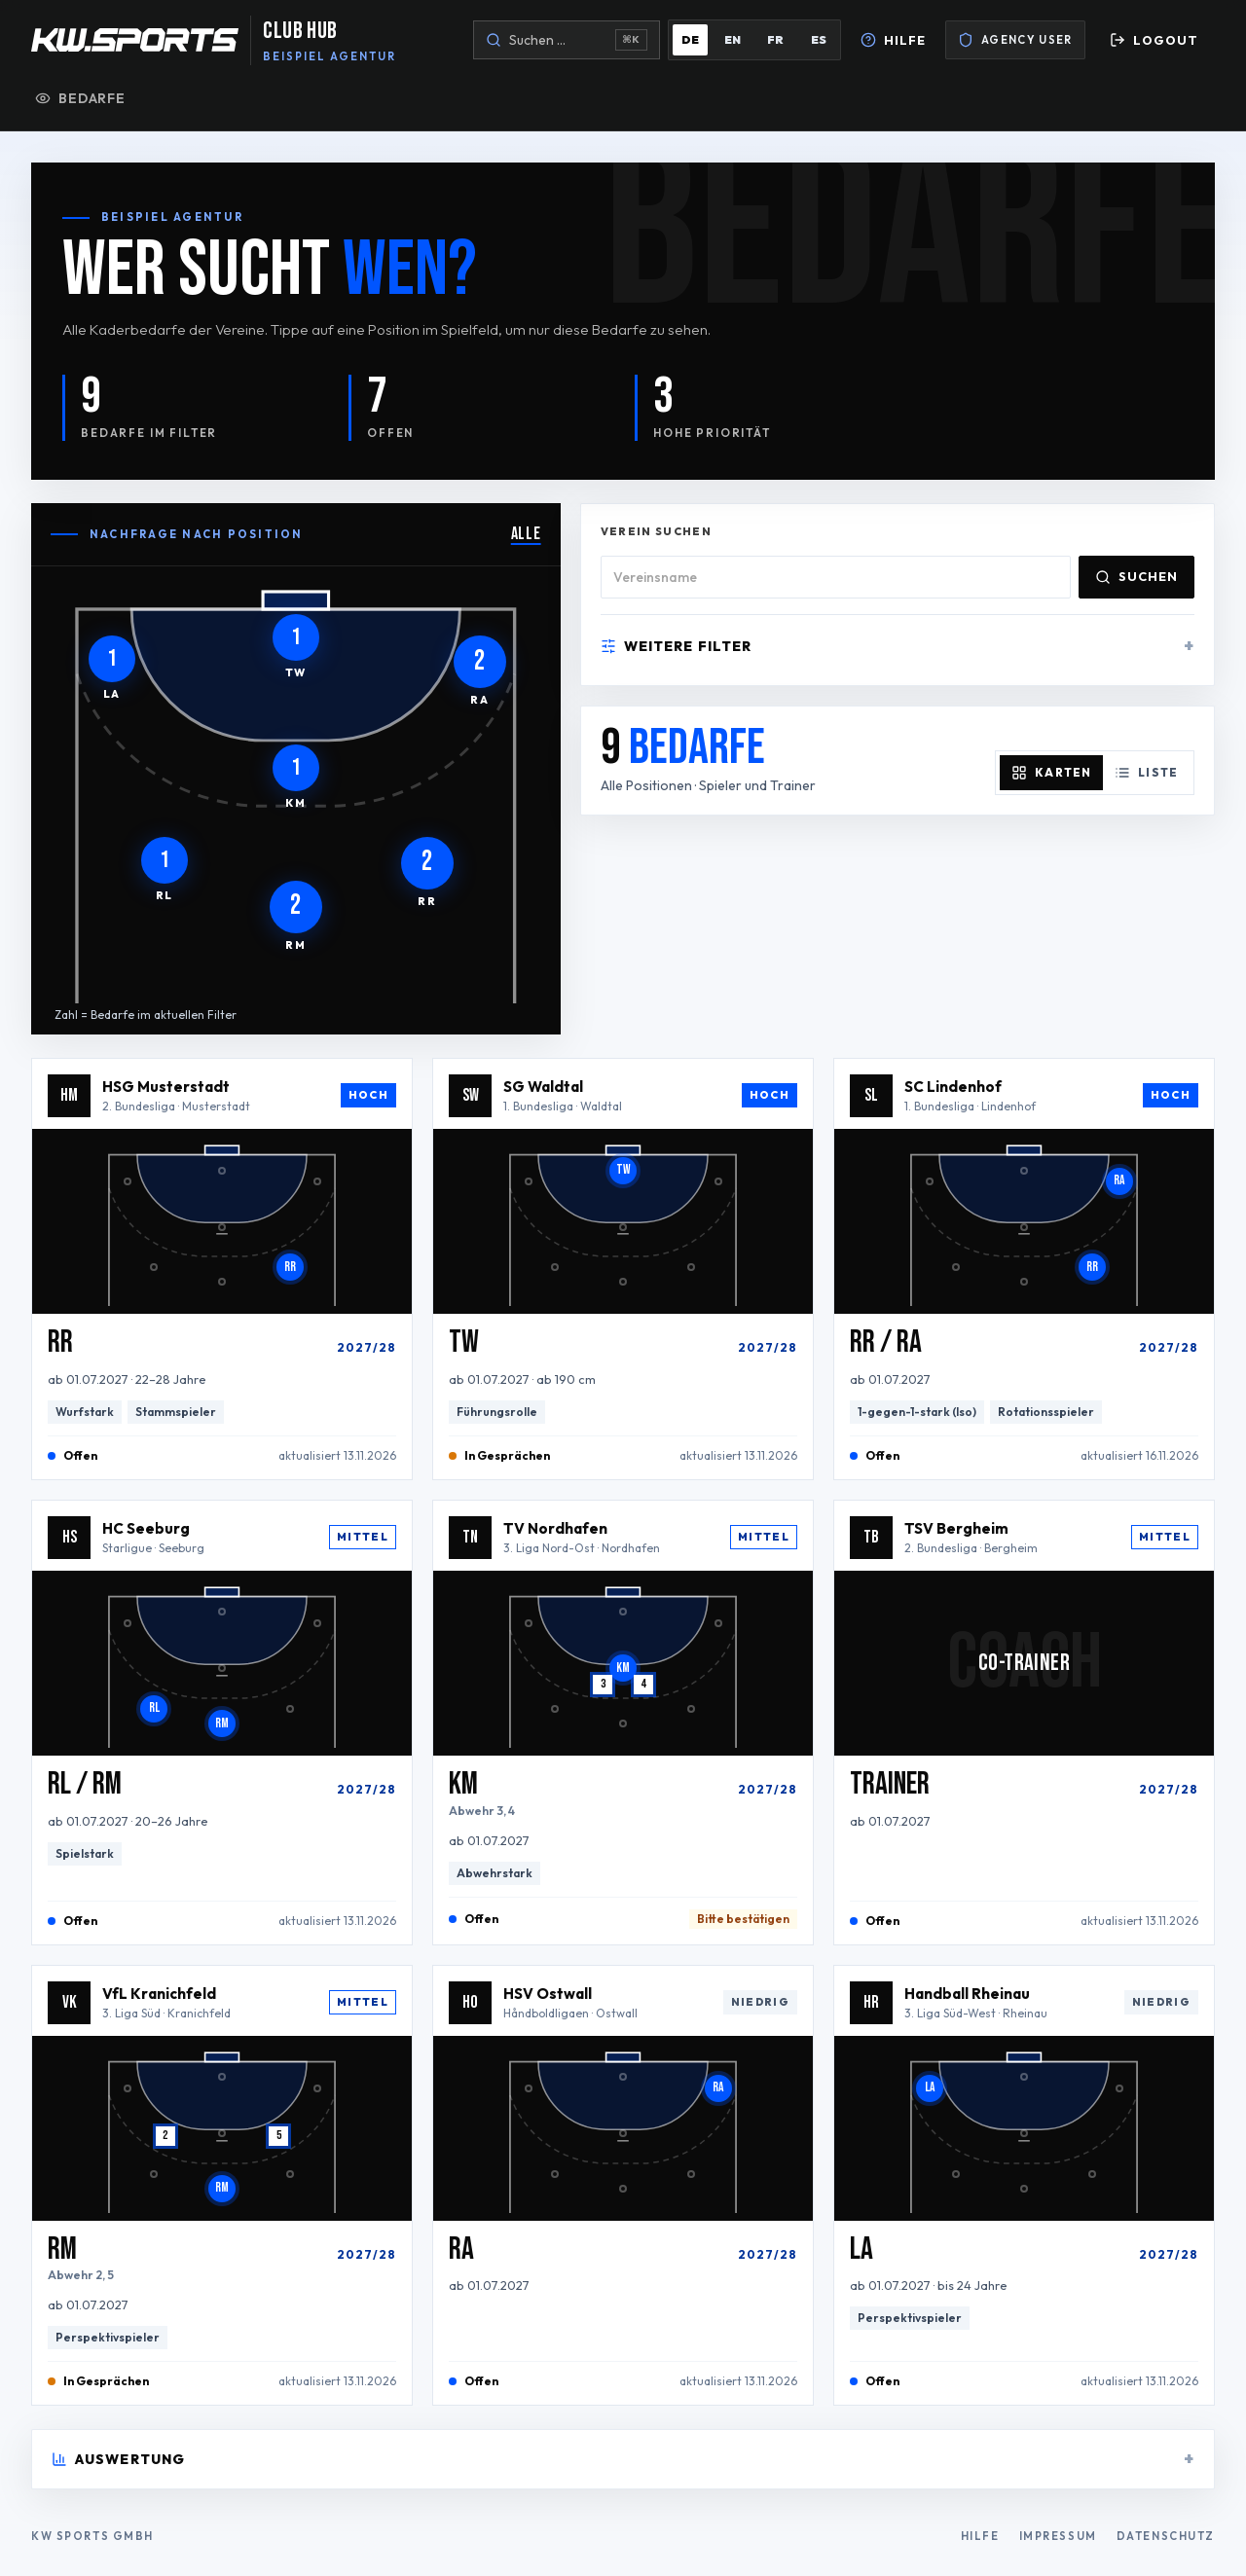 KW.SPORTS
CLUB HUB
BEISPIEL AGENTUR
Suchen ...
⌘K
DE EN FR ES
HILFE
AGENCY USER
LOGOUT
BEDARFE
BEDARFE
BEISPIEL AGENTUR
WER SUCHT WEN?
Alle Kaderbedarfe der Vereine. Tippe auf eine Position im Spielfeld, um nur diese Bedarfe zu sehen.
9
BEDARFE IM FILTER
7
OFFEN
3
HOHE PRIORITÄT
NACHFRAGE NACH POSITION
ALLE
1
TW
1
LA
2
RA
1
KM
1
RL
2
RR
2
RM
Zahl = Bedarfe im aktuellen Filter
VEREIN SUCHEN
Vereinsname
SUCHEN
WEITERE FILTER
+
9 BEDARFE
Alle Positionen · Spieler und Trainer
KARTEN
LISTE
HM
HSG Musterstadt
2. Bundesliga · Musterstadt
HOCH
RR
RR
2027/28
ab 01.07.2027 · 22–28 Jahre
Wurfstark
Stammspieler
Offen
aktualisiert 13.11.2026
SW
SG Waldtal
1. Bundesliga · Waldtal
HOCH
TW
TW
2027/28
ab 01.07.2027 · ab 190 cm
Führungsrolle
In Gesprächen
aktualisiert 13.11.2026
SL
SC Lindenhof
1. Bundesliga · Lindenhof
HOCH
RA
RR
RR / RA
2027/28
ab 01.07.2027
1-gegen-1-stark (Iso)
Rotationsspieler
Offen
aktualisiert 16.11.2026
HS
HC Seeburg
Starligue · Seeburg
MITTEL
RL
RM
RL / RM
2027/28
ab 01.07.2027 · 20–26 Jahre
Spielstark
Offen
aktualisiert 13.11.2026
TN
TV Nordhafen
3. Liga Nord-Ost · Nordhafen
MITTEL
KM
3
4
KM
2027/28
Abwehr 3, 4
ab 01.07.2027
Abwehrstark
Offen
Bitte bestätigen
TB
TSV Bergheim
2. Bundesliga · Bergheim
MITTEL
COACH
CO-TRAINER
TRAINER
2027/28
ab 01.07.2027
Offen
aktualisiert 13.11.2026
VK
VfL Kranichfeld
3. Liga Süd · Kranichfeld
MITTEL
2
5
RM
RM
2027/28
Abwehr 2, 5
ab 01.07.2027
Perspektivspieler
In Gesprächen
aktualisiert 13.11.2026
HO
HSV Ostwall
Håndboldligaen · Ostwall
NIEDRIG
RA
RA
2027/28
ab 01.07.2027
Offen
aktualisiert 13.11.2026
HR
Handball Rheinau
3. Liga Süd-West · Rheinau
NIEDRIG
LA
LA
2027/28
ab 01.07.2027 · bis 24 Jahre
Perspektivspieler
Offen
aktualisiert 13.11.2026
AUSWERTUNG
+
KW SPORTS GMBH
HILFE
IMPRESSUM
DATENSCHUTZ